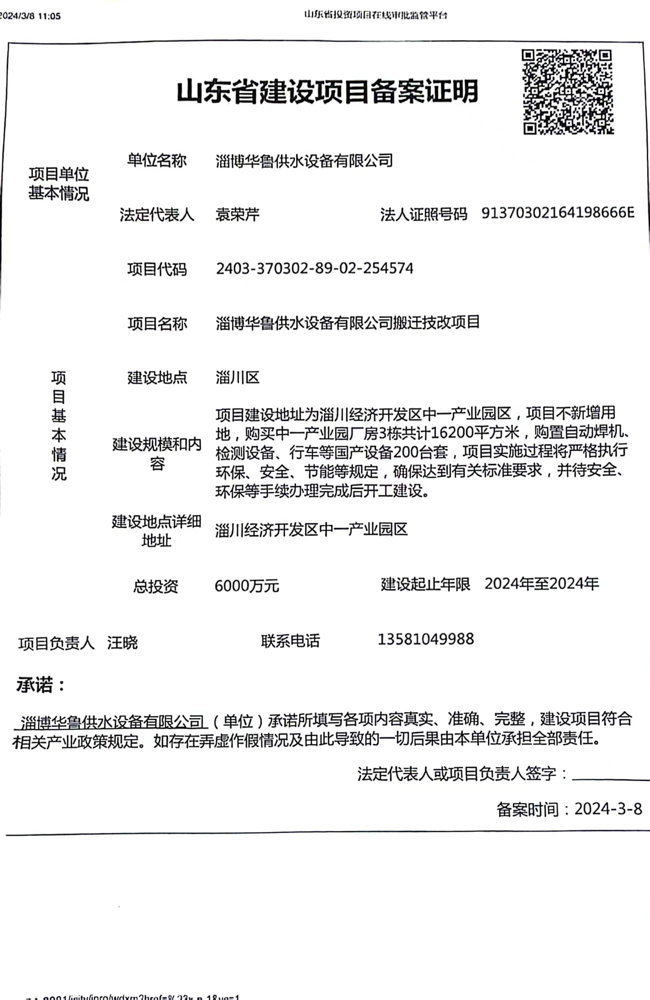 2024/3/8 11:05
山东省投资项目在线审批监管平台
山东省建设项目备案证明
项目单位
基本情况
单位名称 淄博华鲁供水设备有限公司
法定代表人 袁荣芹 法人证照号码 91370302164198666E
项目代码 2403-370302-89-02-254574
项目名称 淄博华鲁供水设备有限公司搬迁技改项目
项目基本情况
建设地点 淄川区
建设规模和内
容
项目建设地址为淄川经济开发区中一产业园区，项目不新增用
地，购买中一产业园厂房3栋共计16200平方米，购置自动焊机、
检测设备、行车等国产设备200台套，项目实施过程将严格执行
环保、安全、节能等规定，确保达到有关标准要求，并待安全、
环保等手续办理完成后开工建设。
建设地点详细
地址
淄川经济开发区中一产业园区
总投资 6000万元 建设起止年限 2024年至2024年
项目负责人 汪晓 联系电话 13581049988
承诺：
淄博华鲁供水设备有限公司（单位）承诺所填写各项内容真实、准确、完整，建设项目符合
相关产业政策规定。如存在弄虚作假情况及由此导致的一切后果由本单位承担全部责任。
法定代表人或项目负责人签字：
备案时间：2024-3-8